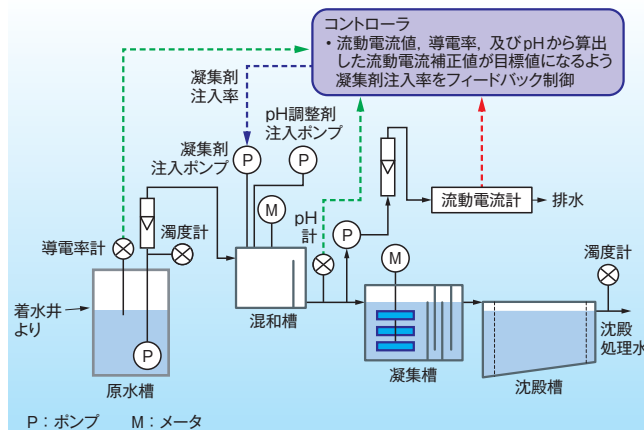 コントローラ
・流動電流値，導電率，及びpHから算出
した流動電流補正値が目標値になるよう
凝集剤注入率をフィードバック制御
凝集剤
注入率
pH調整剤
注入ポンプ
凝集剤
注入ポンプ
P
P
M
pH
計
P
流動電流計
排水
導電率計
濁度計
M
濁度計
着水井
より
P
混和槽
沈殿
処理水
原水槽
凝集槽
沈殿槽
P：ポンプ M：メータ